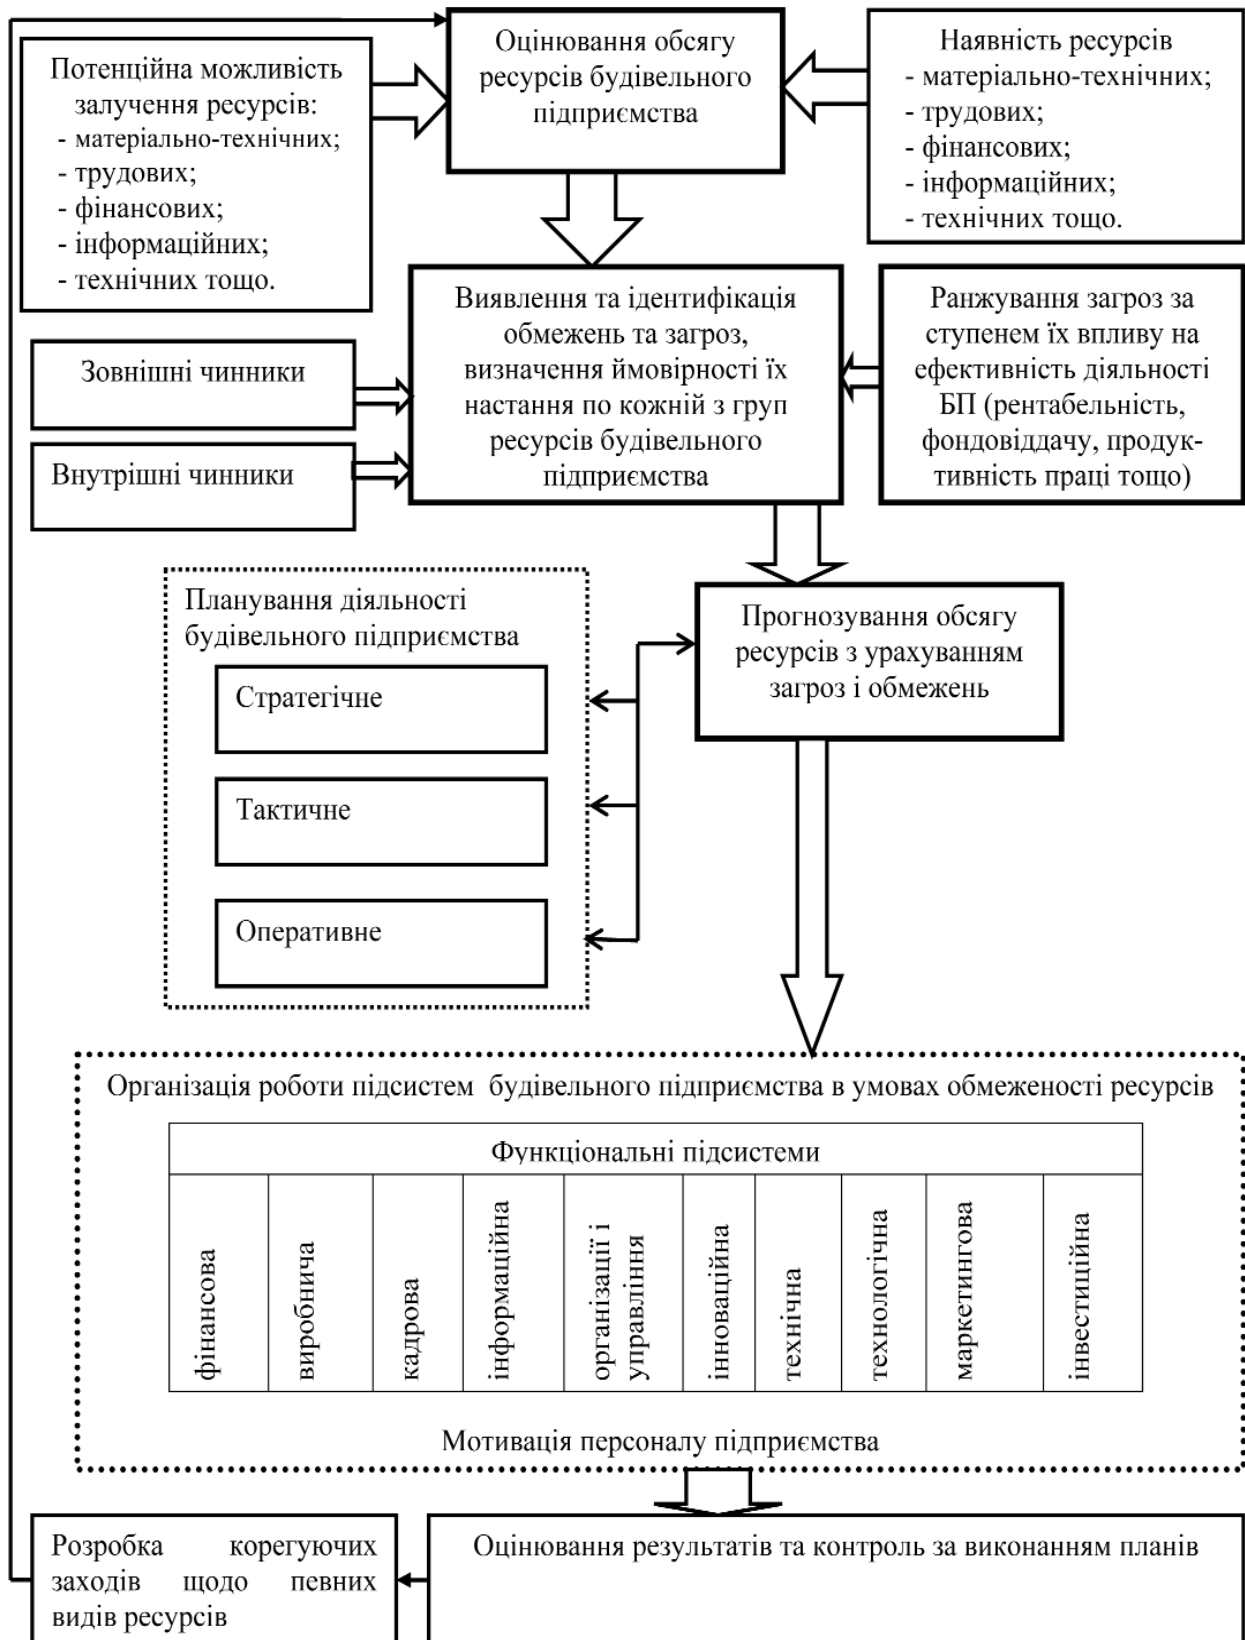 Оцінювання обсягу
ресурсів будівельного
підприємства
Потенційна можливість
залучення ресурсів:
- матеріально-технічних;
- трудових;
- фінансових;
- інформаційних;
- технічних тощо.
Наявність ресурсів
- матеріально-технічних;
- трудових;
- фінансових;
- інформаційних;
- технічних тощо.
Виявлення та ідентифікація
обмежень та загроз,
визначення ймовірності їх
настання по кожній з груп
ресурсів будівельного
підприємства
Зовнішні чинники
Внутрішні чинники
Ранжування загроз за
ступенем їх впливу на
ефективність діяльності
БП (рентабельність,
фондовіддачу, продук-
тивність праці тощо)
Планування діяльності
будівельного підприємства
Стратегічне
Тактичне
Оперативне
Прогнозування обсягу
ресурсів з урахуванням
загроз і обмежень
Організація роботи підсистем будівельного підприємства в умовах обмеженості ресурсів
Функціональні підсистеми
фінансова
виробнича
кадрова
інформаційна
організації і
управління
інноваційна
технічна
технологічна
маркетингова
інвестиційна
Мотивація персоналу підприємства
Розробка корегуючих
заходів щодо певних
видів ресурсів
Оцінювання результатів та контроль за виконанням планів